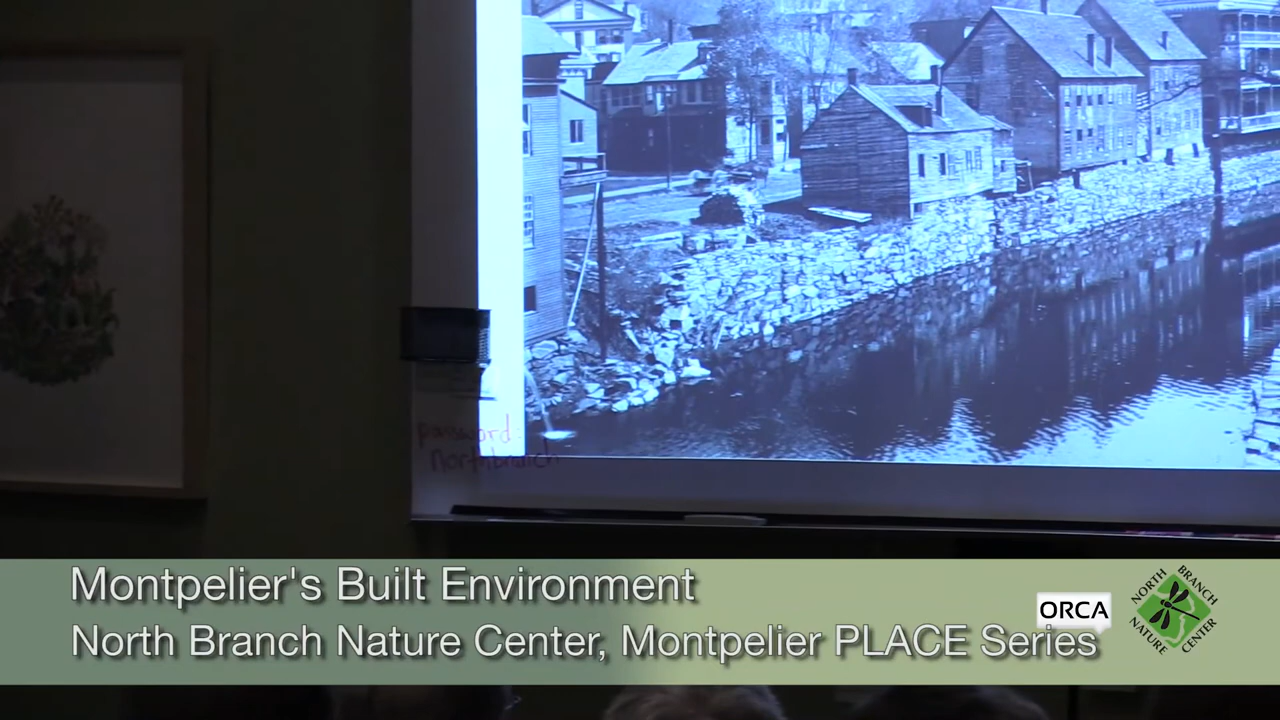 password:
northbranch
Montpelier's Built Environment
North Branch Nature Center, Montpelier PLACE Series
ORCA
NORTH BRANCH
NATURE CENTER